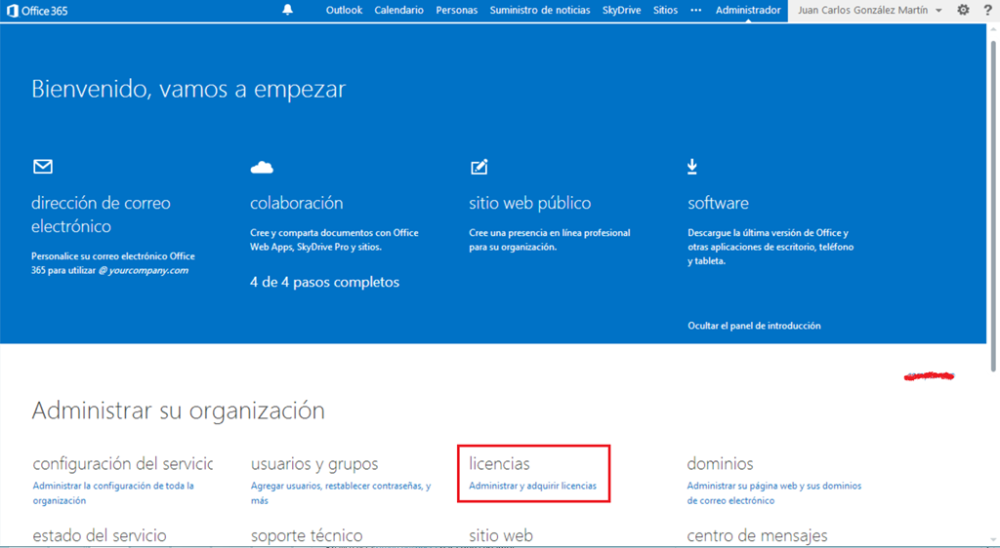 Office 365 Outlook Calendario Personas Suministro de noticias SkyDrive Sitios ··· Administrador Juan Carlos González Martín ?
Bienvenido, vamos a empezar
dirección de correo
electrónico
Personalice su correo electrónico Office
365 para utilizar @ yourcompany.com
colaboración
Cree y comparta documentos con Office
Web Apps, SkyDrive Pro y sitios.
4 de 4 pasos completos
sitio web público
Cree una presencia en línea profesional
para su organización.
software
Descargue la última versión de Office y
otras aplicaciones de escritorio, teléfono
y tableta.
Ocultar el panel de introducción
Administrar su organización
configuración del servicio
Administrar la configuración de toda la
organización
usuarios y grupos
Agregar usuarios, restablecer contraseñas, y
más
licencias
Administrar y adquirir licencias
dominios
Administrar su página web y sus dominios
de correo electrónico
estado del servicio
soporte técnico
sitio web
centro de mensajes